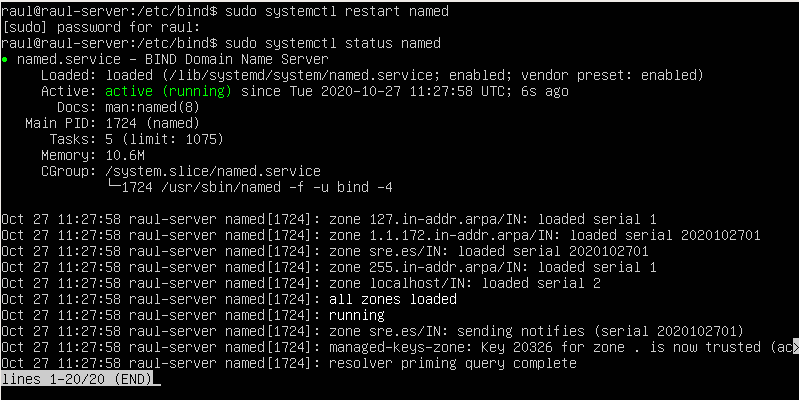 raul@raul-server:/etc/bind$ sudo systemctl restart named
[sudo] password for raul:
raul@raul-server:/etc/bind$ sudo systemctl status named
● named.service - BIND Domain Name Server
     Loaded: loaded (/lib/systemd/system/named.service; enabled; vendor preset: enabled)
     Active: active (running) since Tue 2020-10-27 11:27:58 UTC; 6s ago
       Docs: man:named(8)
   Main PID: 1724 (named)
      Tasks: 5 (limit: 1075)
     Memory: 10.6M
     CGroup: /system.slice/named.service
             └─1724 /usr/sbin/named -f -u bind -4

Oct 27 11:27:58 raul-server named[1724]: zone 127.in-addr.arpa/IN: loaded serial 1
Oct 27 11:27:58 raul-server named[1724]: zone 1.1.172.in-addr.arpa/IN: loaded serial 2020102701
Oct 27 11:27:58 raul-server named[1724]: zone sre.es/IN: loaded serial 2020102701
Oct 27 11:27:58 raul-server named[1724]: zone 255.in-addr.arpa/IN: loaded serial 1
Oct 27 11:27:58 raul-server named[1724]: zone localhost/IN: loaded serial 2
Oct 27 11:27:58 raul-server named[1724]: all zones loaded
Oct 27 11:27:58 raul-server named[1724]: running
Oct 27 11:27:58 raul-server named[1724]: zone sre.es/IN: sending notifies (serial 2020102701)
Oct 27 11:27:58 raul-server named[1724]: managed-keys-zone: Key 20326 for zone . is now trusted (ac>
Oct 27 11:27:58 raul-server named[1724]: resolver priming query complete
lines 1-20/20 (END)